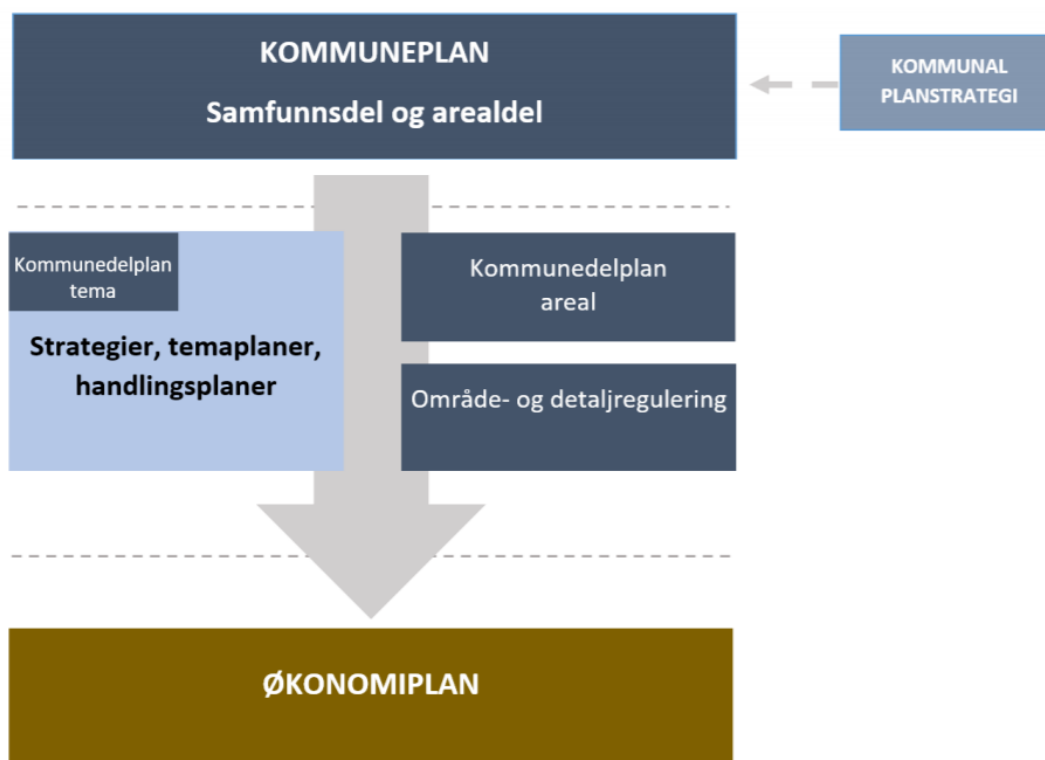 KOMMUNEPLAN
Samfunnsdel og arealdel
KOMMUNAL
PLANSTRATEGI
Kommunedelplan
tema
Strategier, temaplaner,
handlingsplaner
Kommunedelplan
areal
Område- og detaljregulering
ØKONOMIPLAN